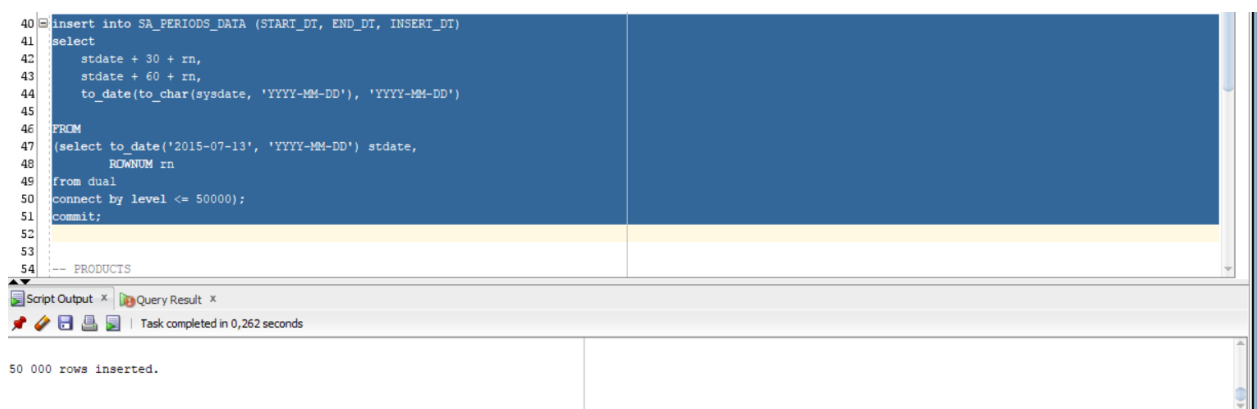 40 insert into SA_PERIODS_DATA (START_DT, END_DT, INSERT_DT)
41 select
42 stdate + 30 + rn,
43 stdate + 60 + rn,
44 to_date(to_char(sysdate, 'YYYY-MM-DD'), 'YYYY-MM-DD')
45
46 FROM
47 (select to_date('2015-07-13', 'YYYY-MM-DD') stdate,
48 ROWNUM rn
49 from dual
50 connect by level <= 50000);
51 commit;
52
53
54 -- PRODUCTS
Script Output x Query Result x
Task completed in 0,262 seconds
50 000 rows inserted.